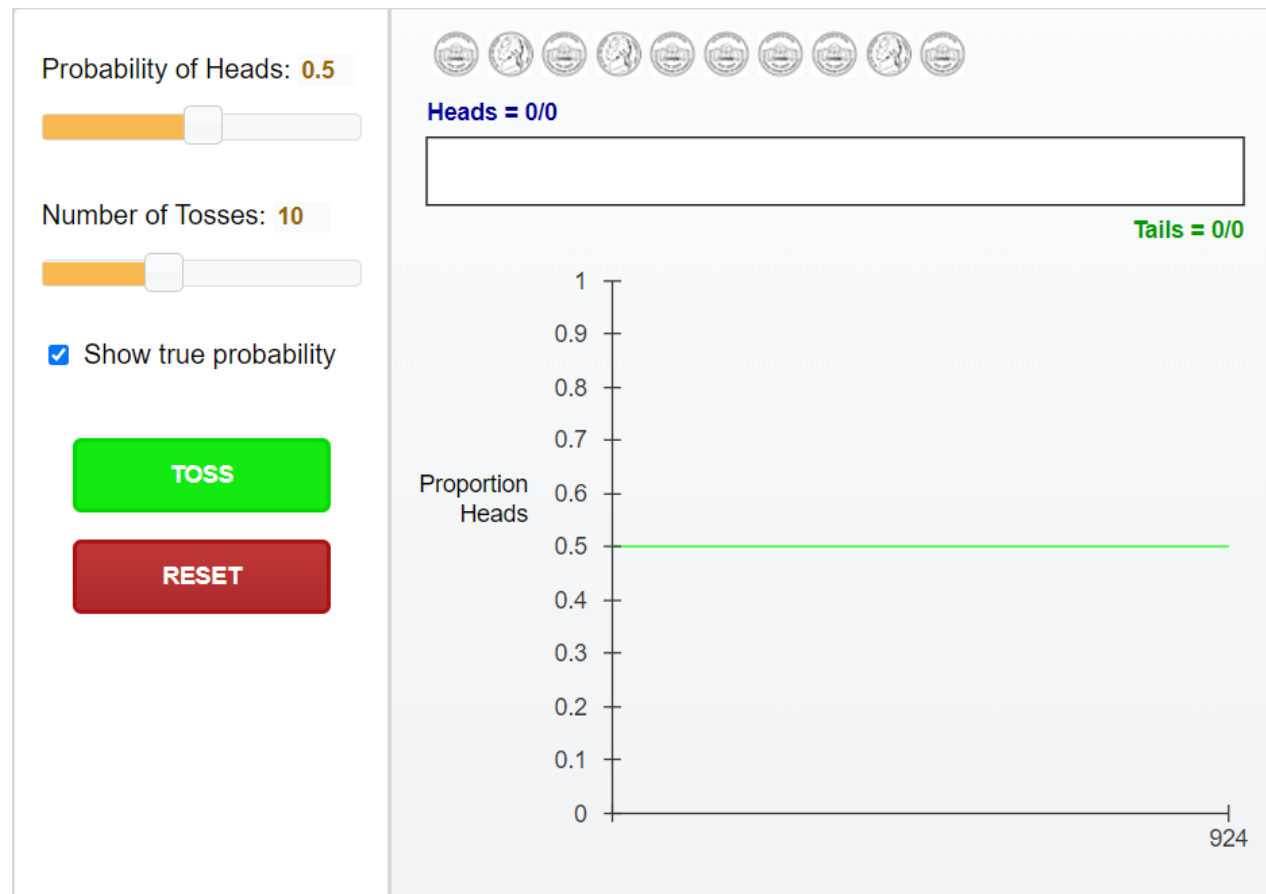 Probability of Heads: 0.5
Number of Tosses: 10
Show true probability
TOSS
RESET
Heads = 0/0
Tails = 0/0
1
0.9
0.8
0.7
Proportion
Heads
0.6
0.5
0.4
0.3
0.2
0.1
0
924